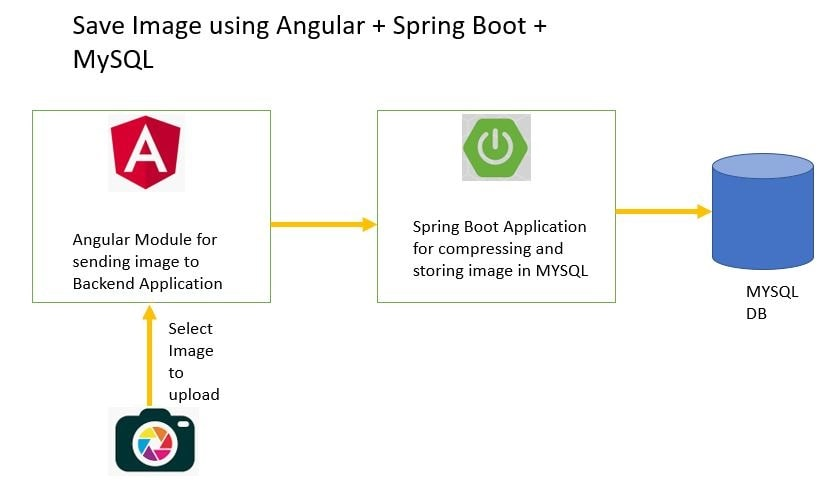 Save Image using Angular + Spring Boot +
MySQL
A
Angular Module for
sending image to
Backend Application
Spring Boot Application
for compressing and
storing image in MYSQL
MYSQL
DB
Select
Image
to
upload